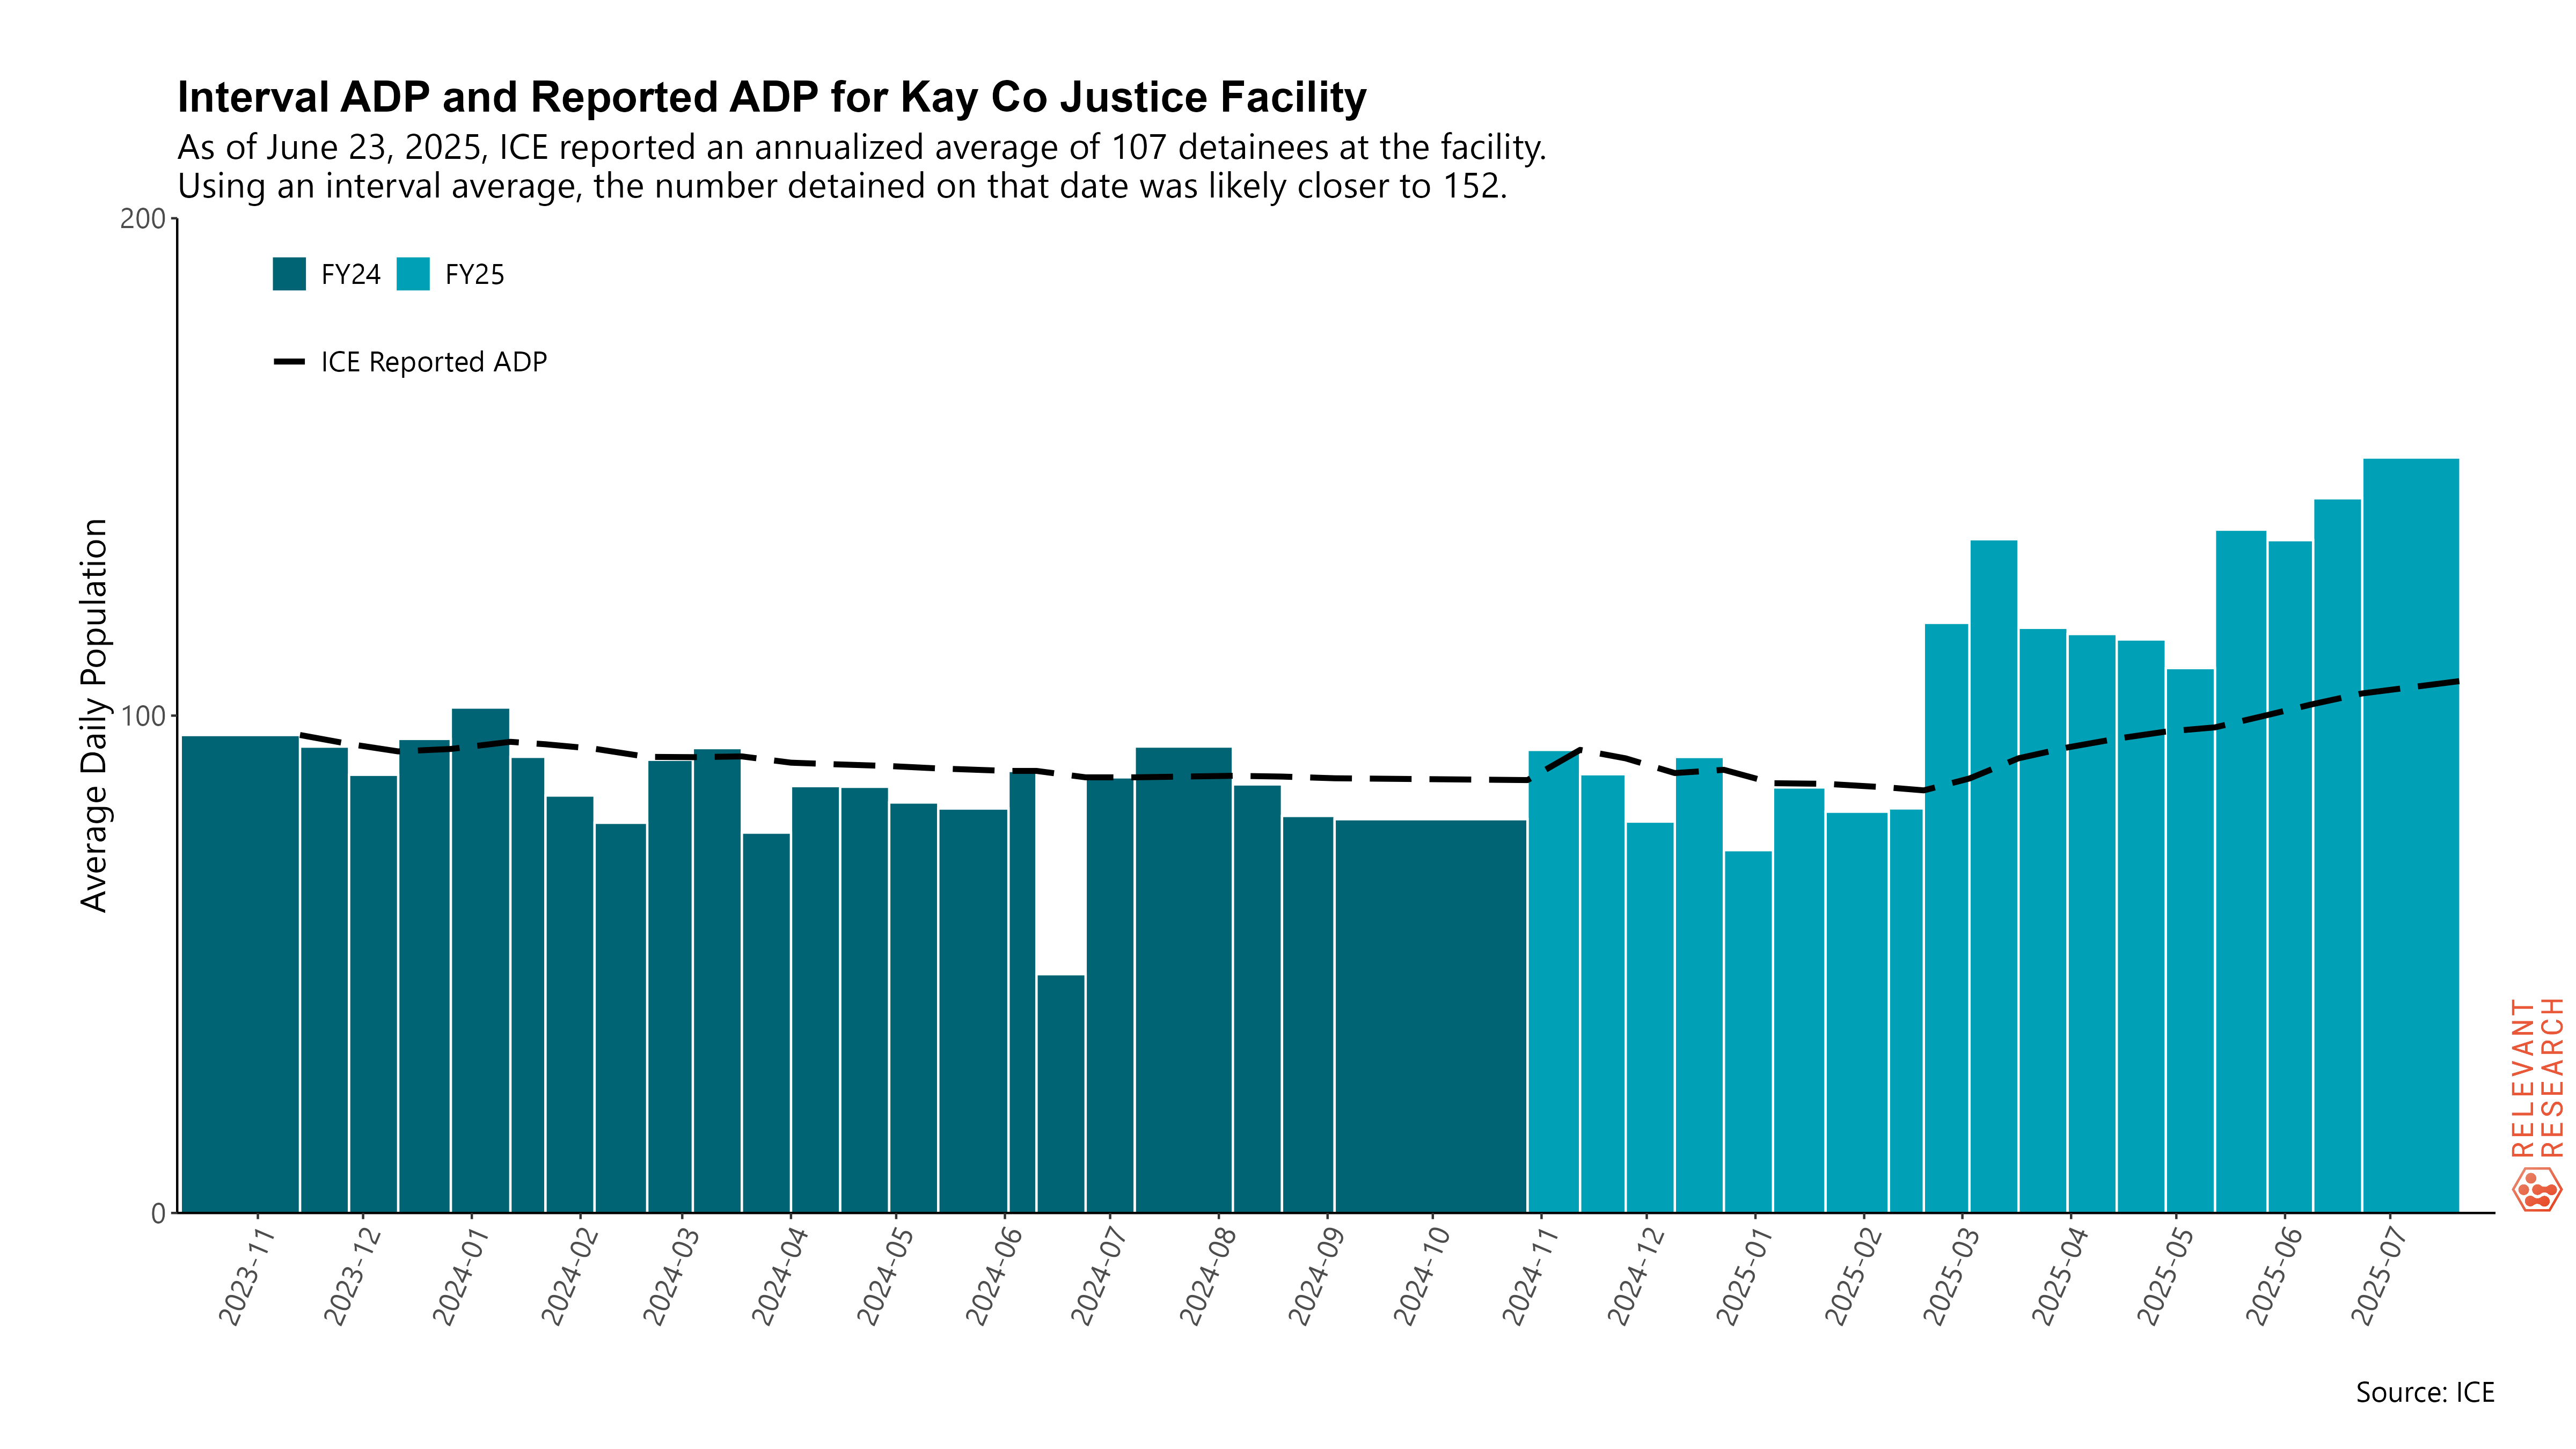 Interval ADP and Reported ADP for Kay Co Justice Facility
As of June 23, 2025, ICE reported an annualized average of 107 detainees at the facility.
Using an interval average, the number detained on that date was likely closer to 152.
200
FY24
FY25
ICE Reported ADP
Average Daily Population
100
0
2023-11
2023-12
2024-01
2024-02
2024-03
2024-04
2024-05
2024-06
2024-07
2024-08
2024-09
2024-10
2024-11
2024-12
2025-01
2025-02
2025-03
2025-04
2025-05
2025-06
2025-07
RELEVANT
RESEARCH
Source: ICE